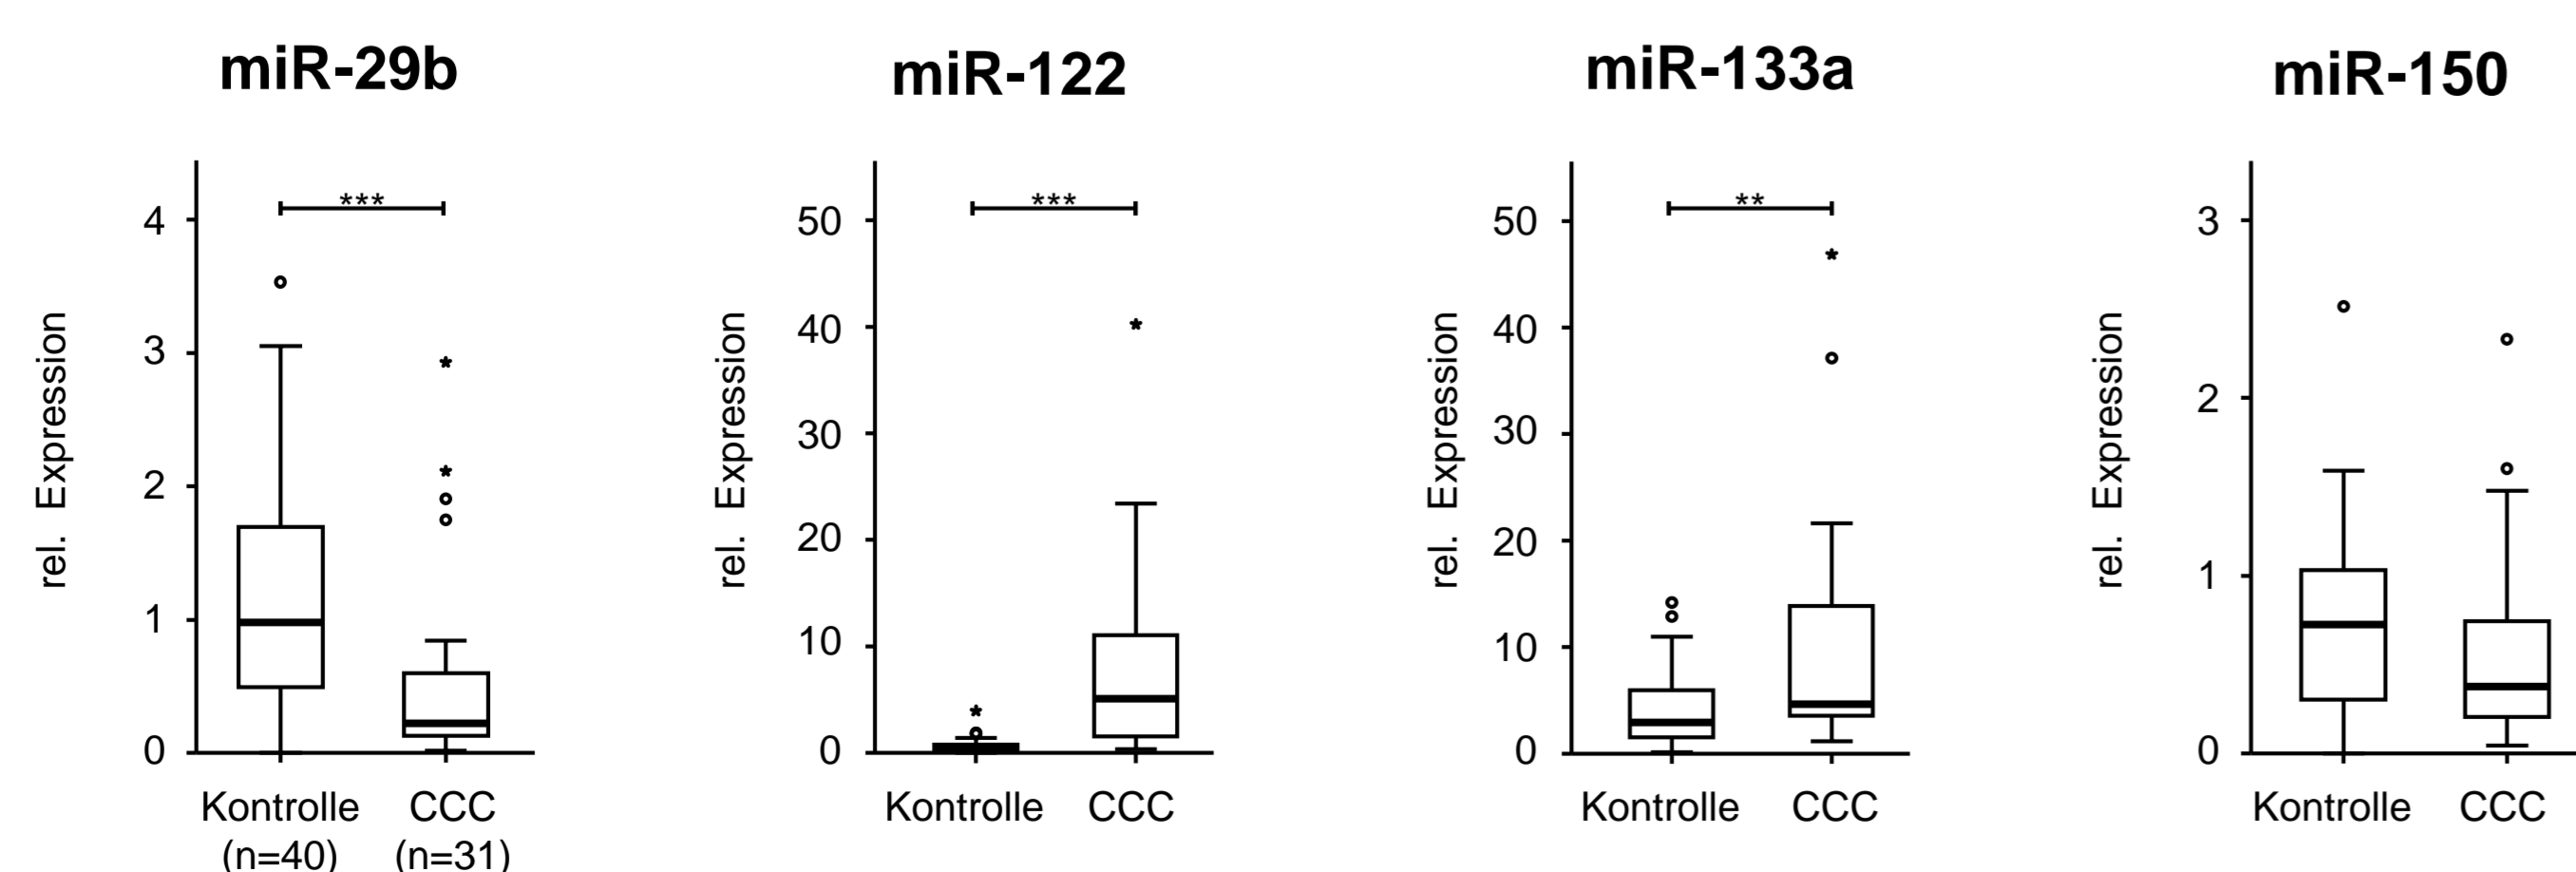 miR-29b
rel. Expression
4
3
2
1
0
***
Kontrolle
(n=40)
CCC
(n=31)
miR-122
rel. Expression
50
40
30
20
10
0
***
Kontrolle
CCC
miR-133a
rel. Expression
50
40
30
20
10
0
**
Kontrolle
CCC
miR-150
rel. Expression
3
2
1
0
Kontrolle
CCC